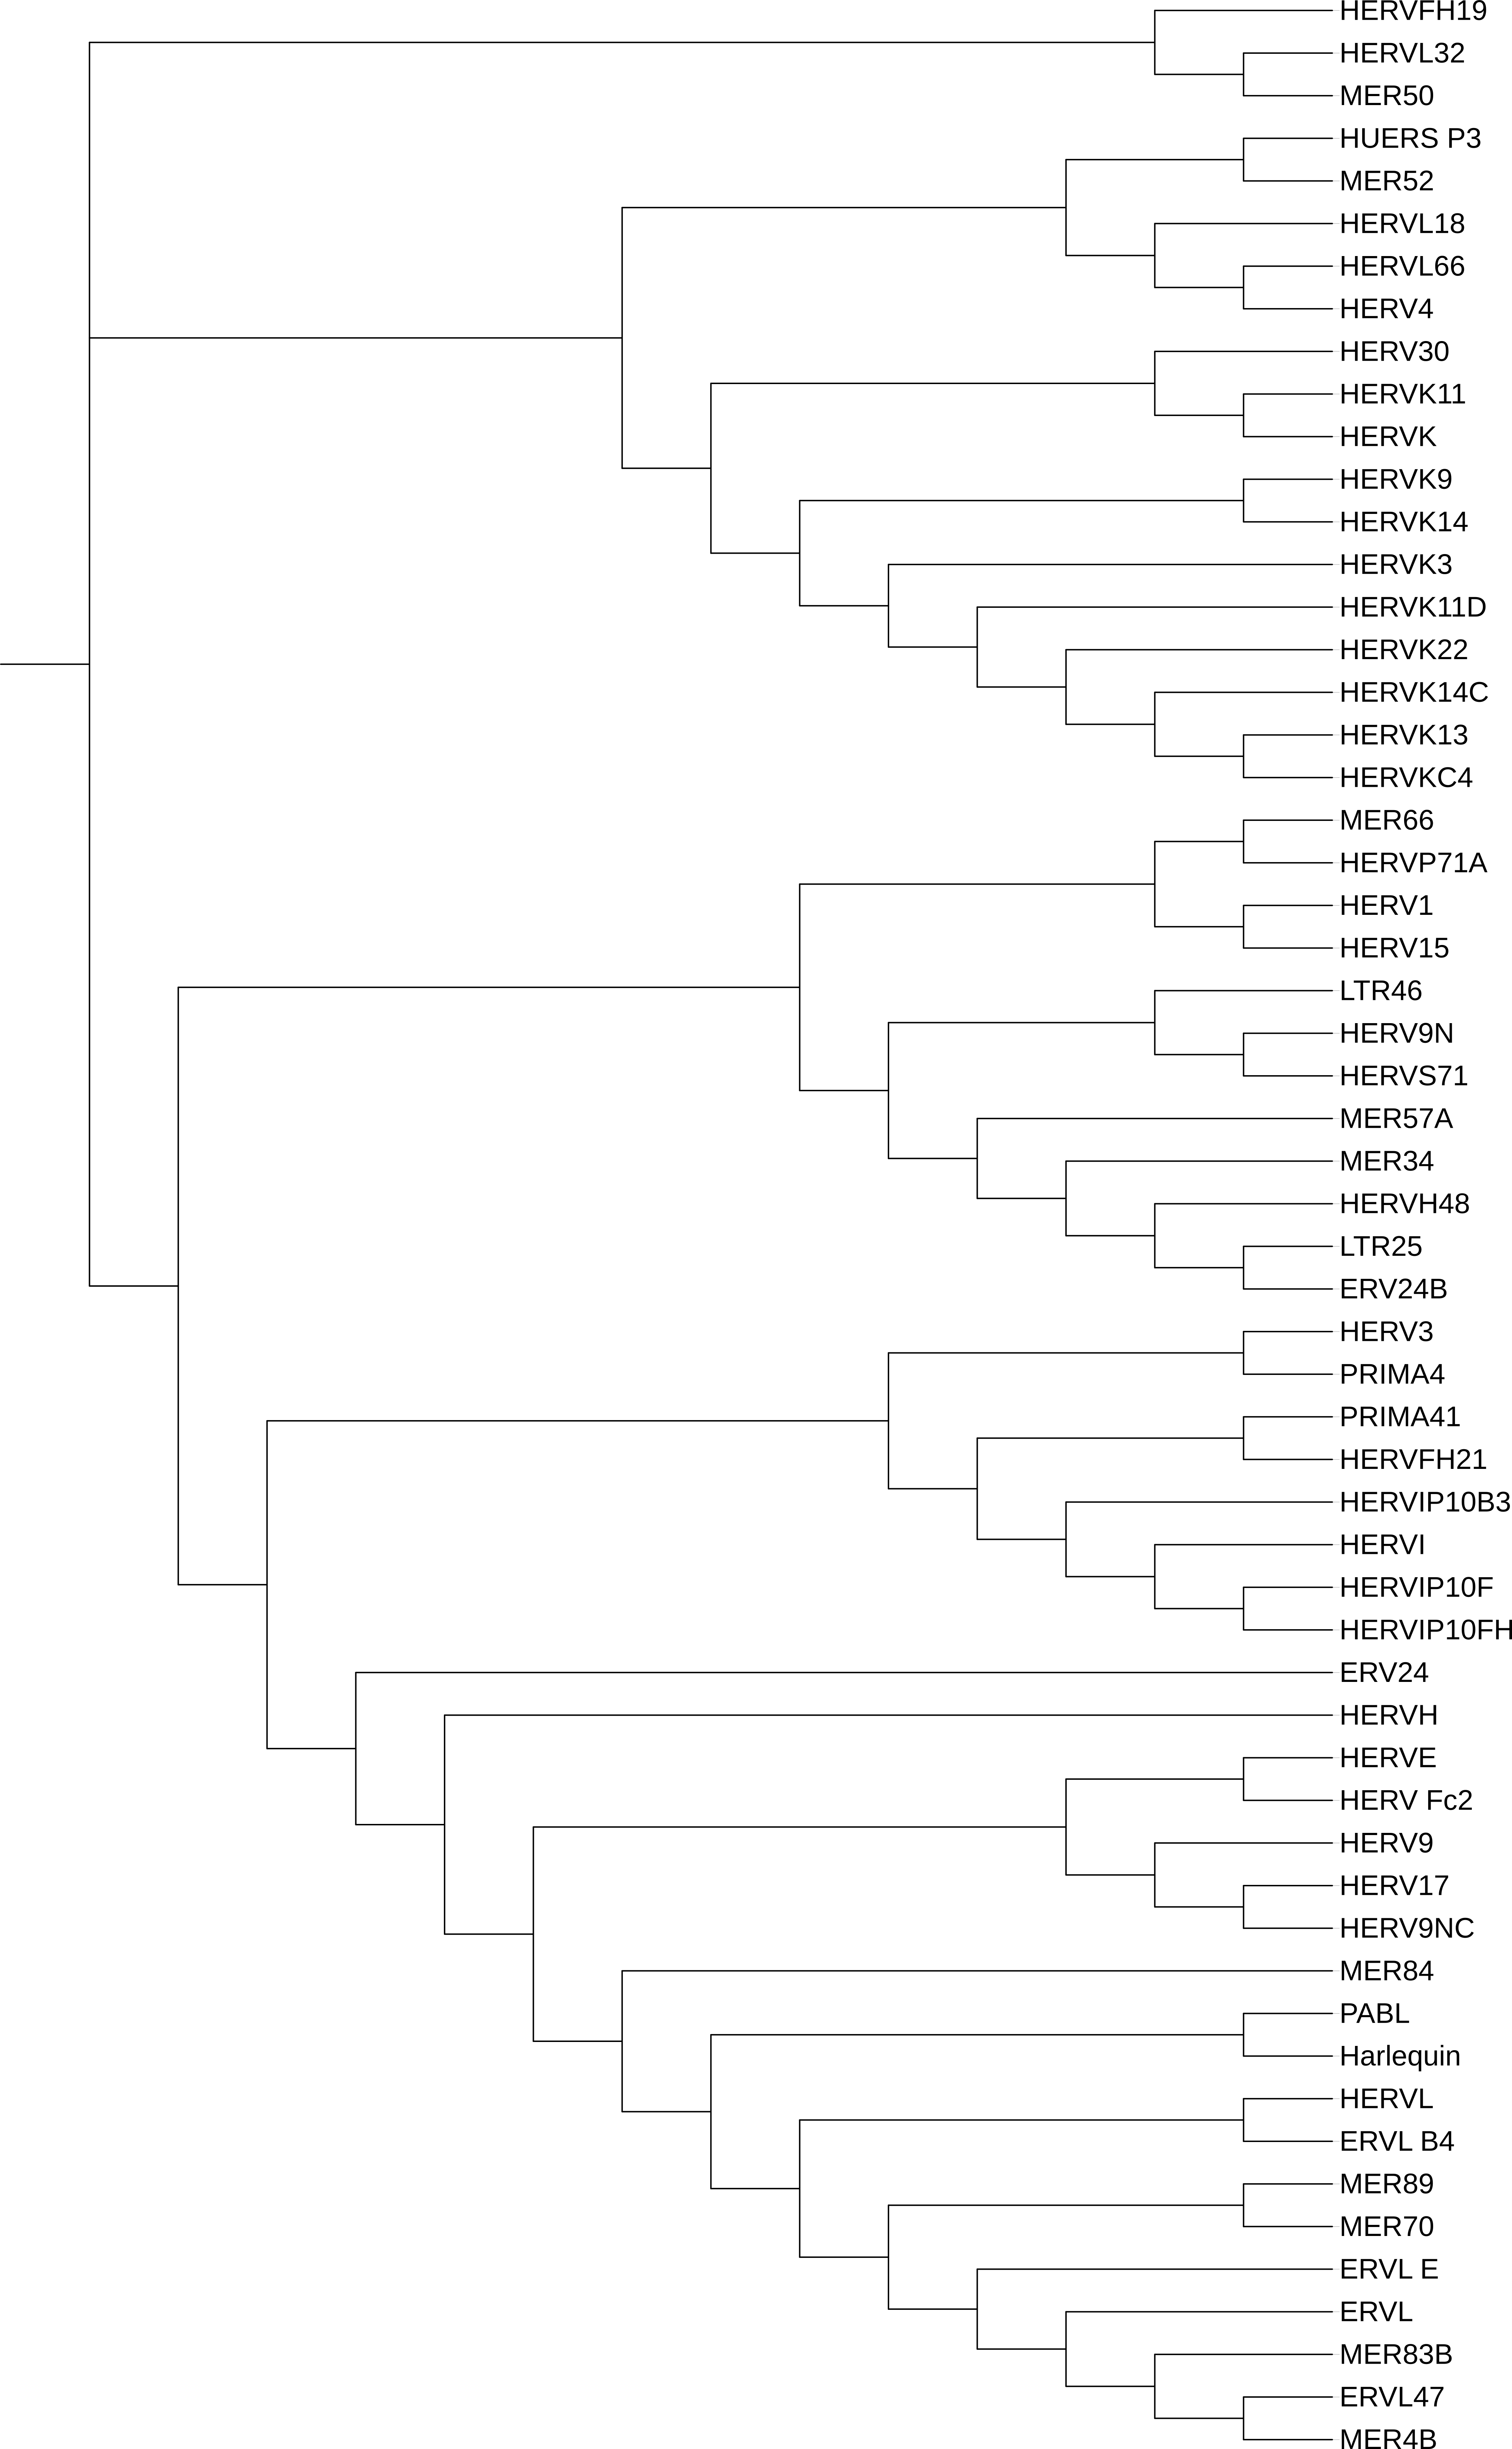 HERVFH19
HERVL32
MER50
HUERS P3
MER52
HERVL18
HERVL66
HERV4
HERV30
HERVK11
HERVK
HERVK9
HERVK14
HERVK3
HERVK11D
HERVK22
HERVK14C
HERVK13
HERVKC4
MER66
HERVP71A
HERV1
HERV15
LTR46
HERV9N
HERVS71
MER57A
MER34
HERVH48
LTR25
ERV24B
HERV3
PRIMA4
PRIMA41
HERVFH21
HERVIP10B3
HERVI
HERVIP10F
HERVIP10FH
ERV24
HERVH
HERVE
HERV Fc2
HERV9
HERV17
HERV9NC
MER84
PABL
Harlequin
HERVL
ERVL B4
MER89
MER70
ERVL E
ERVL
MER83B
ERVL47
MER4B